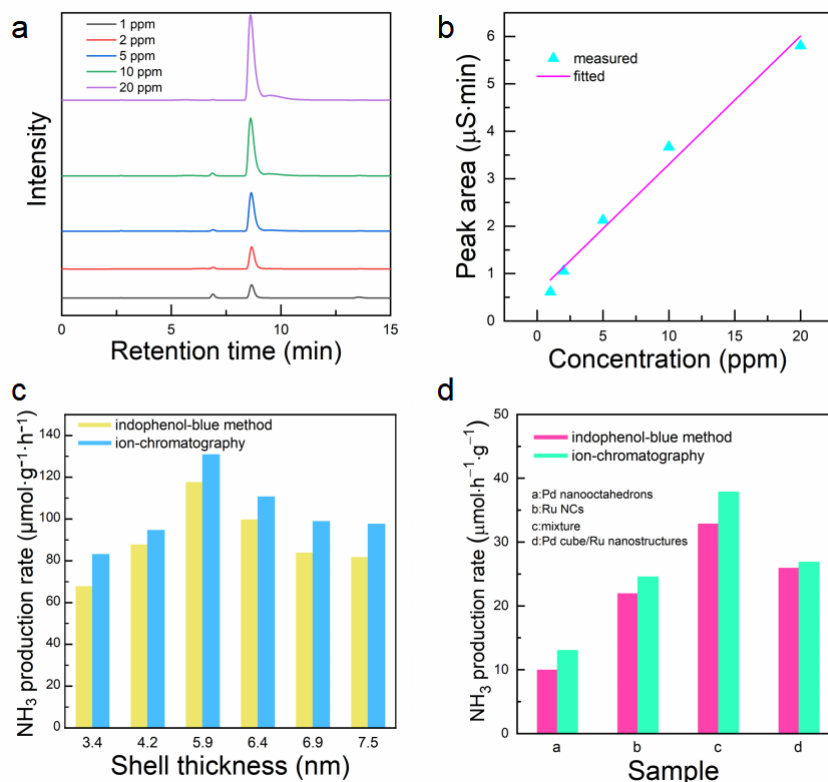 a
1 ppm
2 ppm
5 ppm
10 ppm
20 ppm
Intensity
0 5 10 15
Retention time (min)
b
measured
fitted
Peak area (μS·min)
6
5
4
3
2
1
0
0 5 10 15 20
Concentration (ppm)
c
indophenol-blue method
ion-chromatography
NH₃ production rate (μmol·g⁻¹·h⁻¹)
140
120
100
80
60
40
20
0
3.4 4.2 5.9 6.4 6.9 7.5
Shell thickness (nm)
d
indophenol-blue method
ion-chromatography
a:Pd nanooctahedrons
b:Ru NCs
c:mixture
d:Pd cube/Ru nanostructures
NH₃ production rate (μmol·h⁻¹·g⁻¹)
50
40
30
20
10
0
a b c d
Sample